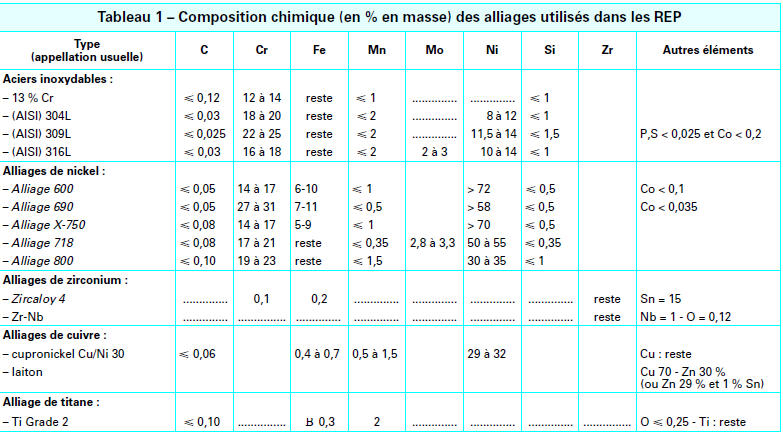 Tableau 1 – Composition chimique (en % en masse) des alliages utilisés dans les REP
Type (appellation usuelle) C Cr Fe Mn Mo Ni Si Zr Autres éléments
Aciers inoxydables :
– 13 % Cr ⩽ 0,12 12 à 14 reste ⩽ 1 .............. .............. ⩽ 1
– (AISI) 304L ⩽ 0,03 18 à 20 reste ⩽ 2 .............. 8 à 12 ⩽ 1
– (AISI) 309L ⩽ 0,025 22 à 25 reste ⩽ 2 .............. 11,5 à 14 ⩽ 1,5 P,S < 0,025 et Co < 0,2
– (AISI) 316L ⩽ 0,03 16 à 18 reste ⩽ 2 2 à 3 10 à 14 ⩽ 1
Alliages de nickel :
– Alliage 600 ⩽ 0,05 14 à 17 6-10 ⩽ 1 > 72 ⩽ 0,5 Co < 0,1
– Alliage 690 ⩽ 0,05 27 à 31 7-11 ⩽ 0,5 > 58 ⩽ 0,5 Co < 0,035
– Alliage X-750 ⩽ 0,08 14 à 17 5-9 ⩽ 1 > 70 ⩽ 0,5
– Alliage 718 ⩽ 0,08 17 à 21 reste ⩽ 0,35 2,8 à 3,3 50 à 55 ⩽ 0,35
– Alliage 800 ⩽ 0,10 19 à 23 reste ⩽ 1,5 30 à 35 ⩽ 1
Alliages de zirconium :
– Zircaloy 4 .............. 0,1 0,2 .............. .............. .............. .............. reste Sn = 15
– Zr-Nb .............. .............. .............. .............. .............. .............. .............. reste Nb = 1 - O = 0,12
Alliages de cuivre :
– cupronickel Cu/Ni 30 ⩽ 0,06 0,4 à 0,7 0,5 à 1,5 29 à 32 Cu : reste
– laiton Cu 70 - Zn 30 %
(ou Zn 29 % et 1 % Sn)
Alliage de titane :
– Ti Grade 2 ⩽ 0,10 .............. B 0,3 2 .............. .............. .............. .............. O ⩽ 0,25 - Ti : reste